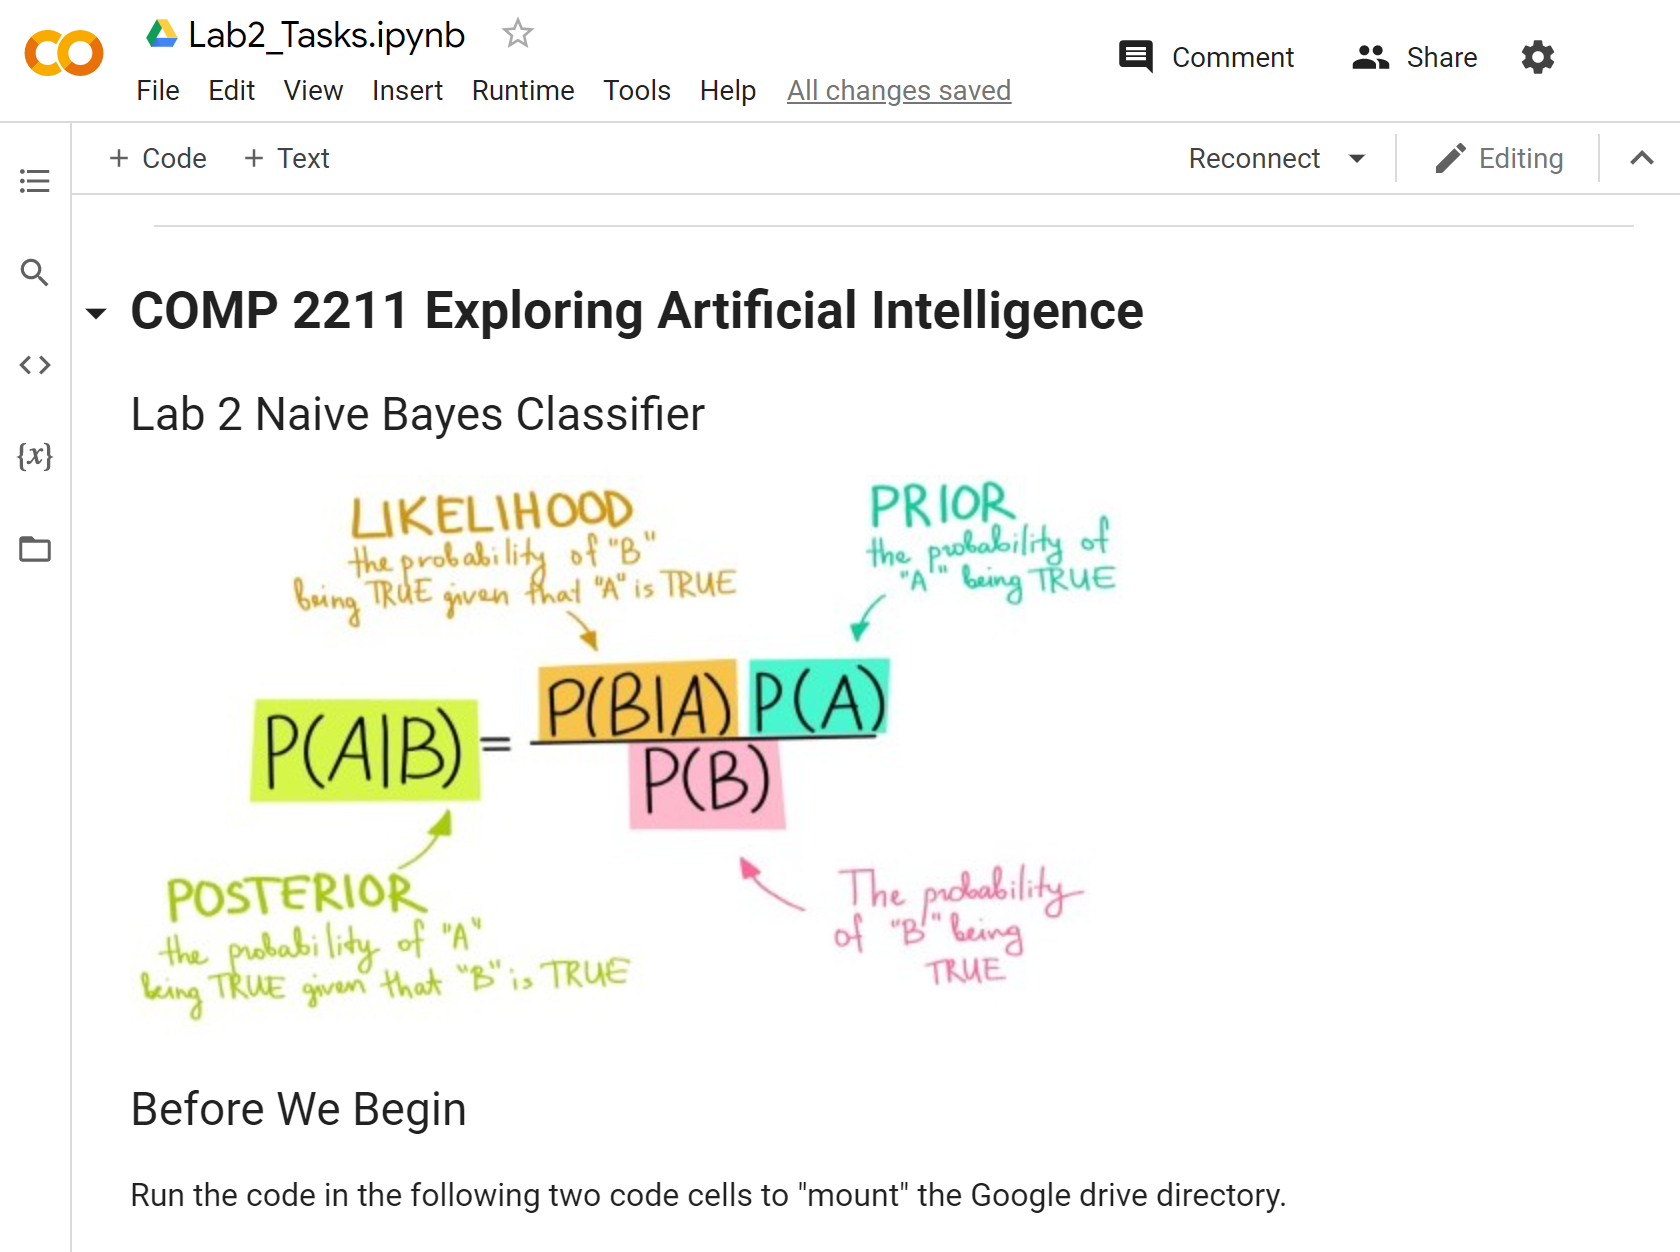 Lab2_Tasks.ipynb
File Edit View Insert Runtime Tools Help All changes saved
Comment Share
+ Code + Text
Reconnect Editing
{x}
COMP 2211 Exploring Artificial Intelligence
Lab 2 Naive Bayes Classifier
LIKELIHOOD
the probability of "B"
being TRUE given that "A" is TRUE
PRIOR
the probability of
"A" being TRUE
P(A|B) = P(B|A) P(A)
P(B)
POSTERIOR
the probability of "A"
being TRUE given that "B" is TRUE
The probability
of "B" being
TRUE
Before We Begin
Run the code in the following two code cells to "mount" the Google drive directory.